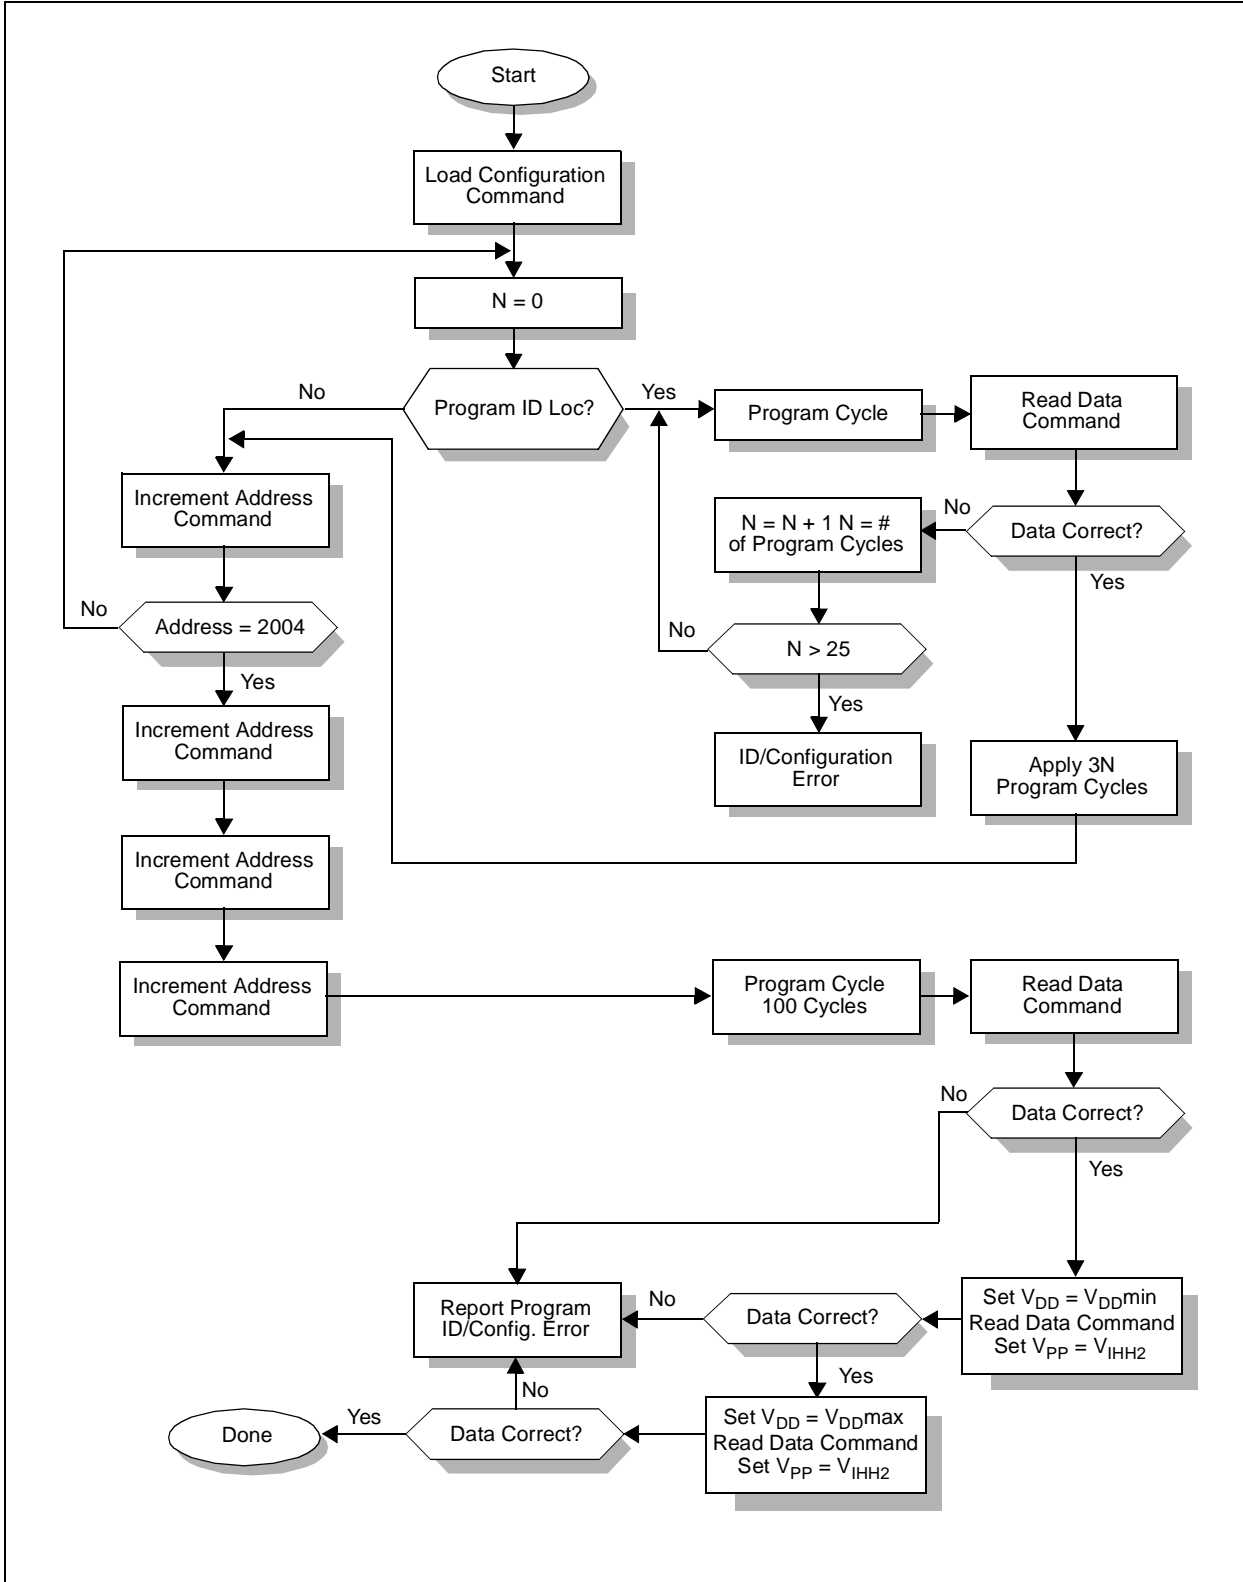 Start
Load Configuration
Command
N = 0
Program ID Loc?
No
Yes
Program Cycle
Read Data
Command
Increment Address
Command
N = N + 1 N = #
of Program Cycles
No
Data Correct?
Yes
No
Address = 2004
Yes
No
N > 25
Yes
Increment Address
Command
ID/Configuration
Error
Apply 3N
Program Cycles
Increment Address
Command
Increment Address
Command
Program Cycle
100 Cycles
Read Data
Command
No
Data Correct?
Yes
Report Program
ID/Config. Error
No
Data Correct?
Yes
Set VDD = VDDmin
Read Data Command
Set VPP = VIHH2
No
Done
Yes
Data Correct?
Set VDD = VDDmax
Read Data Command
Set VPP = VIHH2